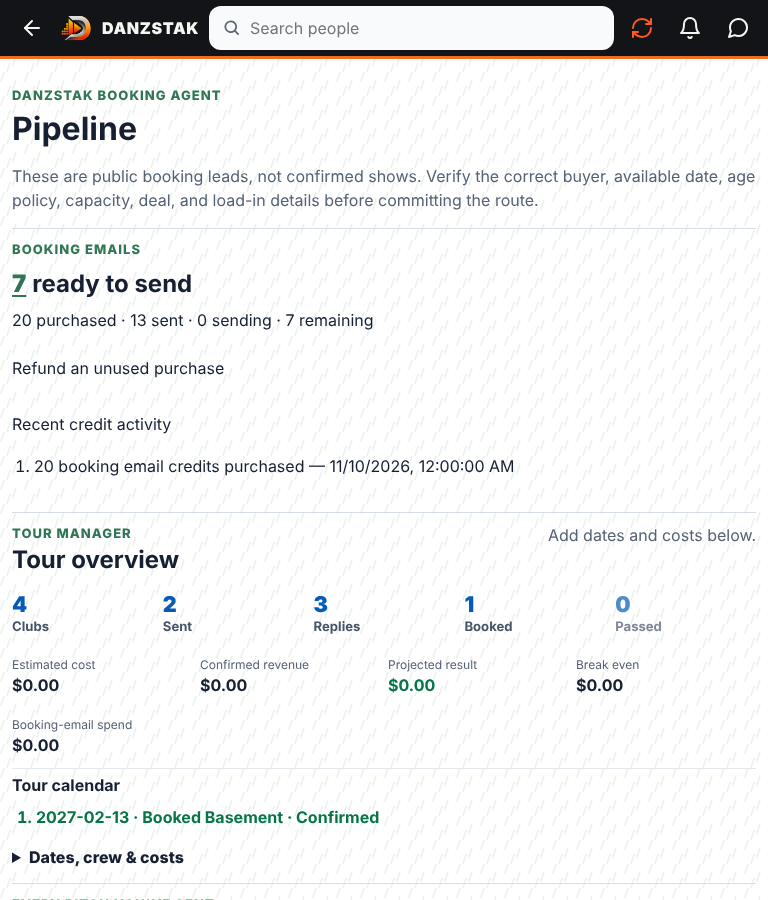 DANZSTAK
Search people
DANZSTAK BOOKING AGENT
Pipeline
These are public booking leads, not confirmed shows. Verify the correct buyer, available date, age
policy, capacity, deal, and load-in details before committing the route.
BOOKING EMAILS
7 ready to send
20 purchased · 13 sent · 0 sending · 7 remaining
Refund an unused purchase
Recent credit activity
1. 20 booking email credits purchased — 11/10/2026, 12:00:00 AM
TOUR MANAGER
Add dates and costs below.
Tour overview
4 2 3 1 0
Clubs Sent Replies Booked Passed
Estimated cost Confirmed revenue Projected result Break even
$0.00 $0.00 $0.00 $0.00
Booking-email spend
$0.00
Tour calendar
1. 2027-02-13 · Booked Basement · Confirmed
Dates, crew & costs